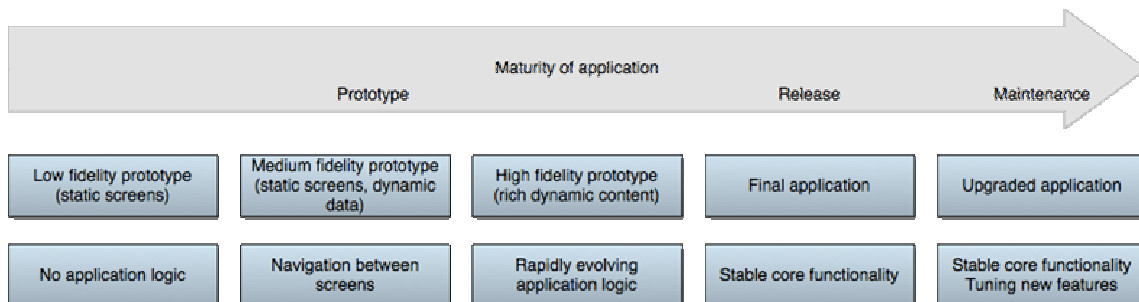 Maturity of application
Prototype
Release
Maintenance
Low fidelity prototype
(static screens)
Medium fidelity prototype
(static screens, dynamic
data)
High fidelity prototype
(rich dynamic content)
Final application
Upgraded application
No application logic
Navigation between
screens
Rapidly evolving
application logic
Stable core functionality
Stable core functionality
Tuning new features